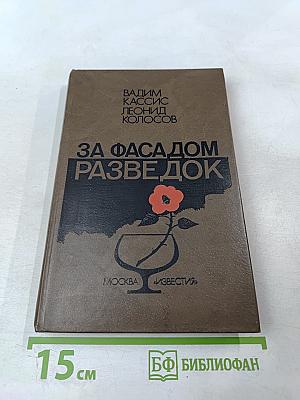 ВАДИМ
КАССИС
ЛЕОНИД
КОЛОСОВ
ЗА ФАСАДОМ
РАЗВЕДОК
МОСКВА «ИЗВЕСТИЯ»
15 см
БФ БИБЛИОФАН